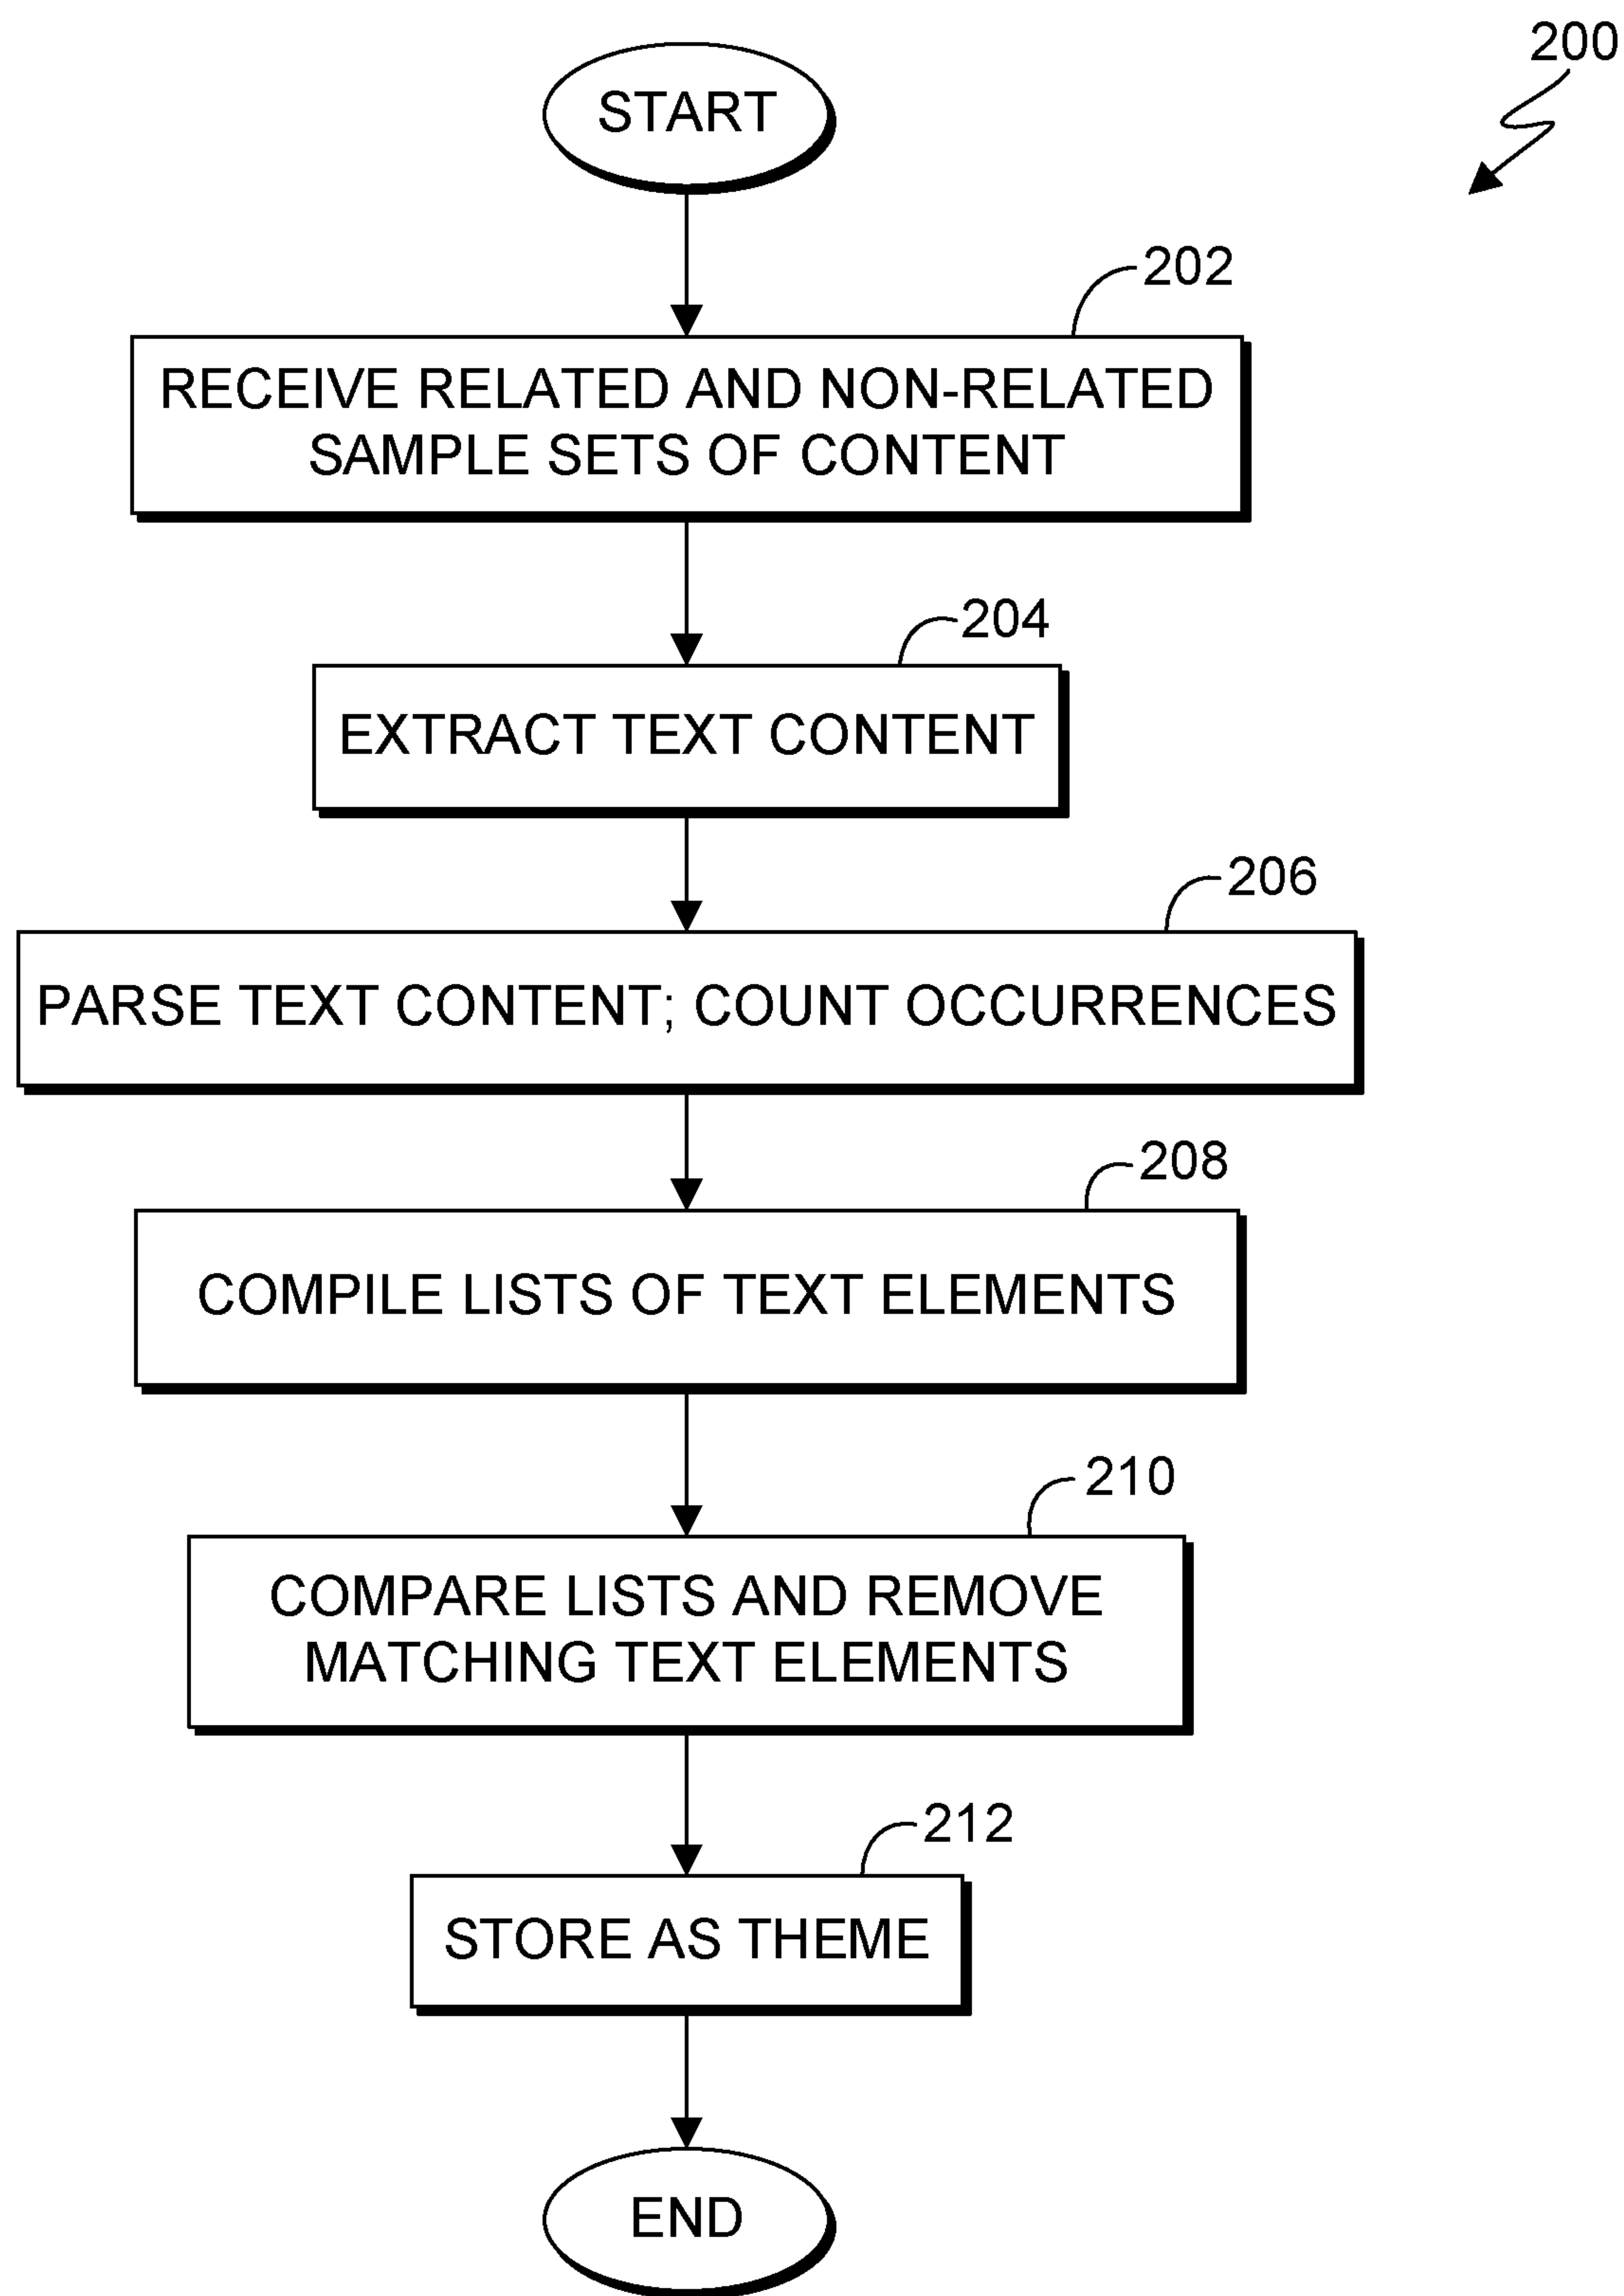 200
START
202
RECEIVE RELATED AND NON-RELATED
SAMPLE SETS OF CONTENT
204
EXTRACT TEXT CONTENT
206
PARSE TEXT CONTENT; COUNT OCCURRENCES
208
COMPILE LISTS OF TEXT ELEMENTS
210
COMPARE LISTS AND REMOVE
MATCHING TEXT ELEMENTS
212
STORE AS THEME
END